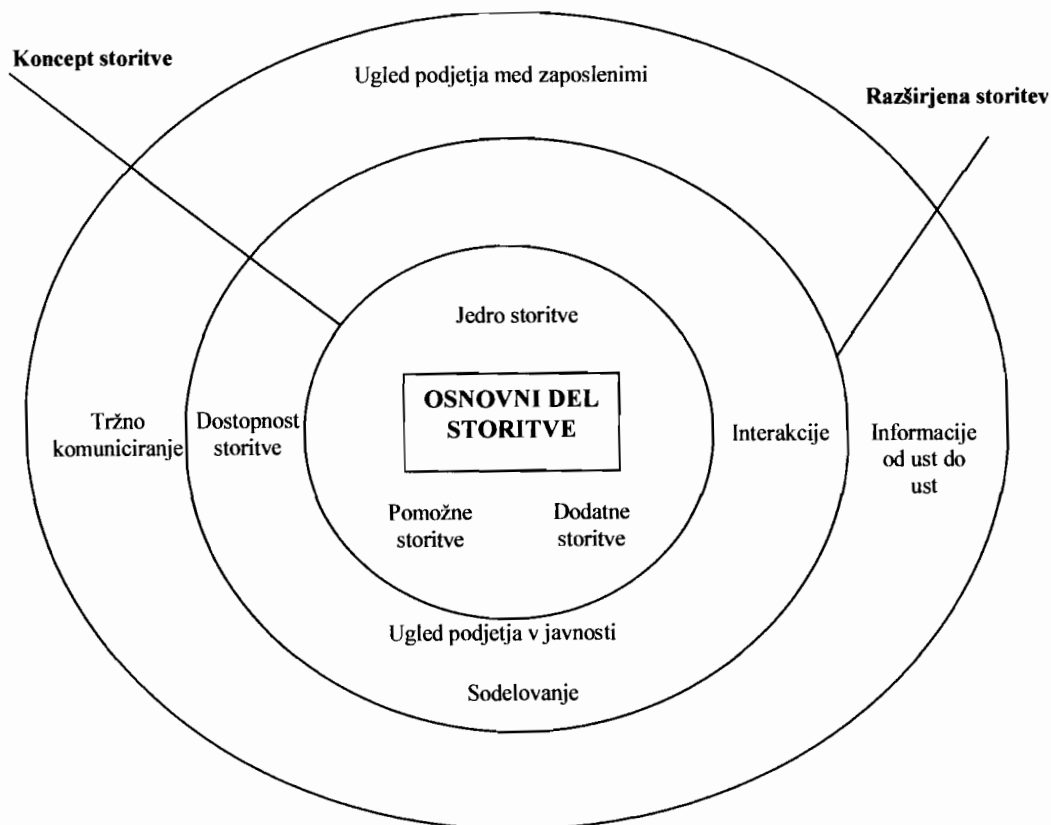 Koncept storitve
Ugled podjetja med zaposlenimi
Razširjena storitev
Jedro storitve
OSNOVNI DEL
STORITVE
Tržno
komuniciranje
Dostopnost
storitve
Interakcije
Informacije
od ust do
ust
Pomožne
storitve
Dodatne
storitve
Ugled podjetja v javnosti
Sodelovanje